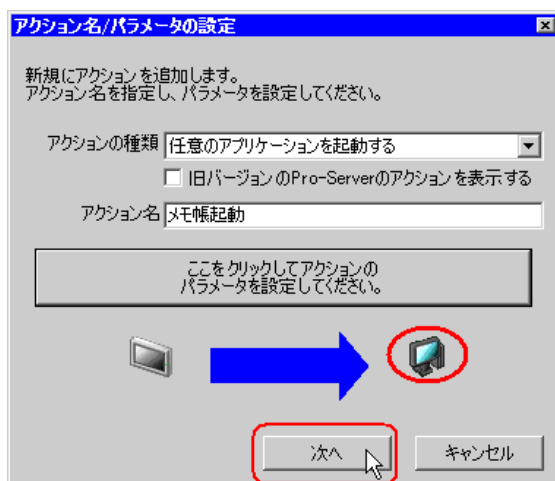 アクション名/パラメータの設定
新規にアクションを追加します。
アクション名を指定し、パラメータを設定してください。
アクションの種類 任意のアプリケーションを起動する
旧バージョンのPro-Serverのアクションを表示する
アクション名 メモ帳起動
ここをクリックしてアクションの
パラメータを設定してください。
次へ キャンセル